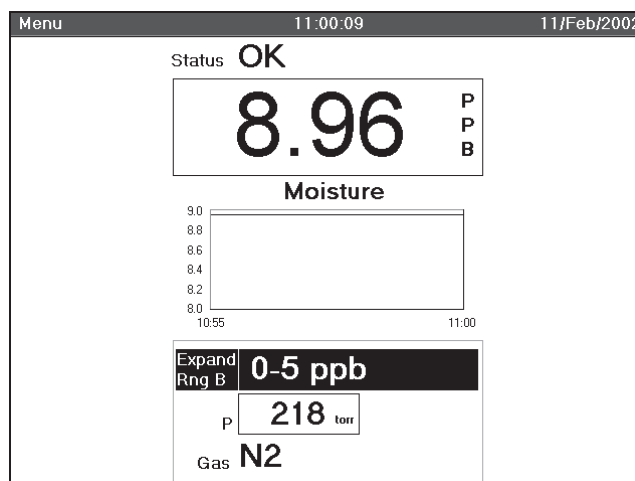 Menu 11:00:09 11/Feb/2002
Status OK
8.96 PPB
Moisture
9.0
8.8
8.6
8.4
8.2
8.0
10:55 11:00
Expand Rng B 0-5 ppb
P 218 torr
Gas N2